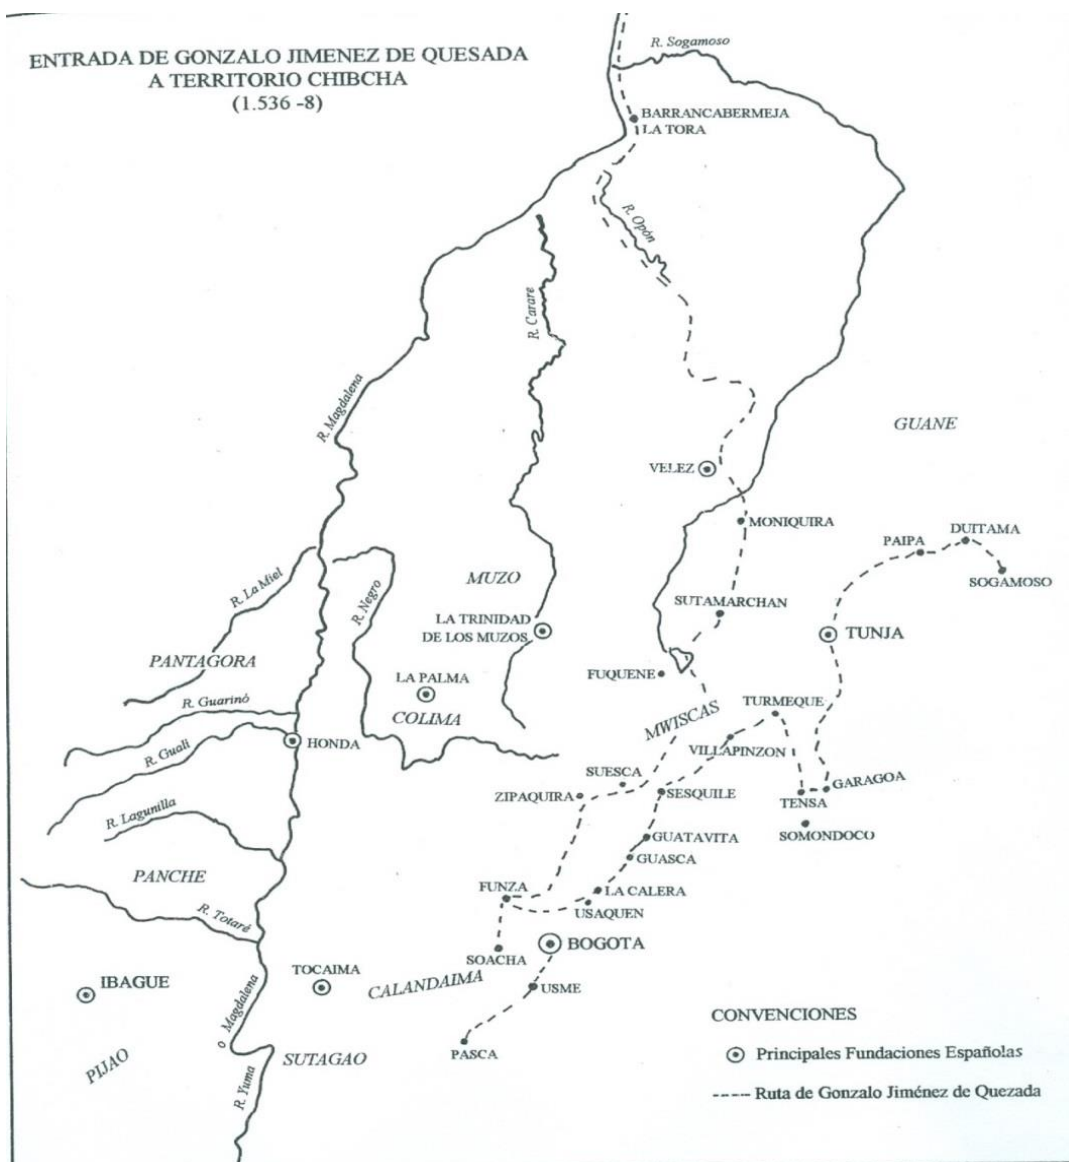 ENTRADA DE GONZALO JIMENEZ DE QUESADA
A TERRITORIO CHIBCHA
(1.536 -8)
R. Sogamoso
BARRANCABERMEJA
LA TORA
R. Opón
R. Carare
R. Magdalena
GUANE
VELEZ
MONIQUIRA
DUITAMA
PAIPA
SOGAMOSO
R. La Miel
R. Negro
MUZO
SUTAMARCHAN
LA TRINIDAD
DE LOS MUZOS
TUNJA
PANTAGORA
LA PALMA
FUQUENE
R. Guarinó
COLIMA
MWISCAS
TURMEQUE
R. Guali
HONDA
VILLAPINZON
SUESCA
ZIPAQUIRA
SESQUILE
GARAGOA
TENSA
R. Lagunilla
SOMONDOCO
GUATAVITA
GUASCA
PANCHE
FUNZA
LA CALERA
USAQUEN
R. Totaré
BOGOTA
SOACHA
IBAGUE
TOCAIMA
CALANDAIMA
USME
o Magdalena
CONVENCIONES
PASCA
Principales Fundaciones Españolas
PIJAO
SUTAGAO
R. Yuma
Ruta de Gonzalo Jiménez de Quezada